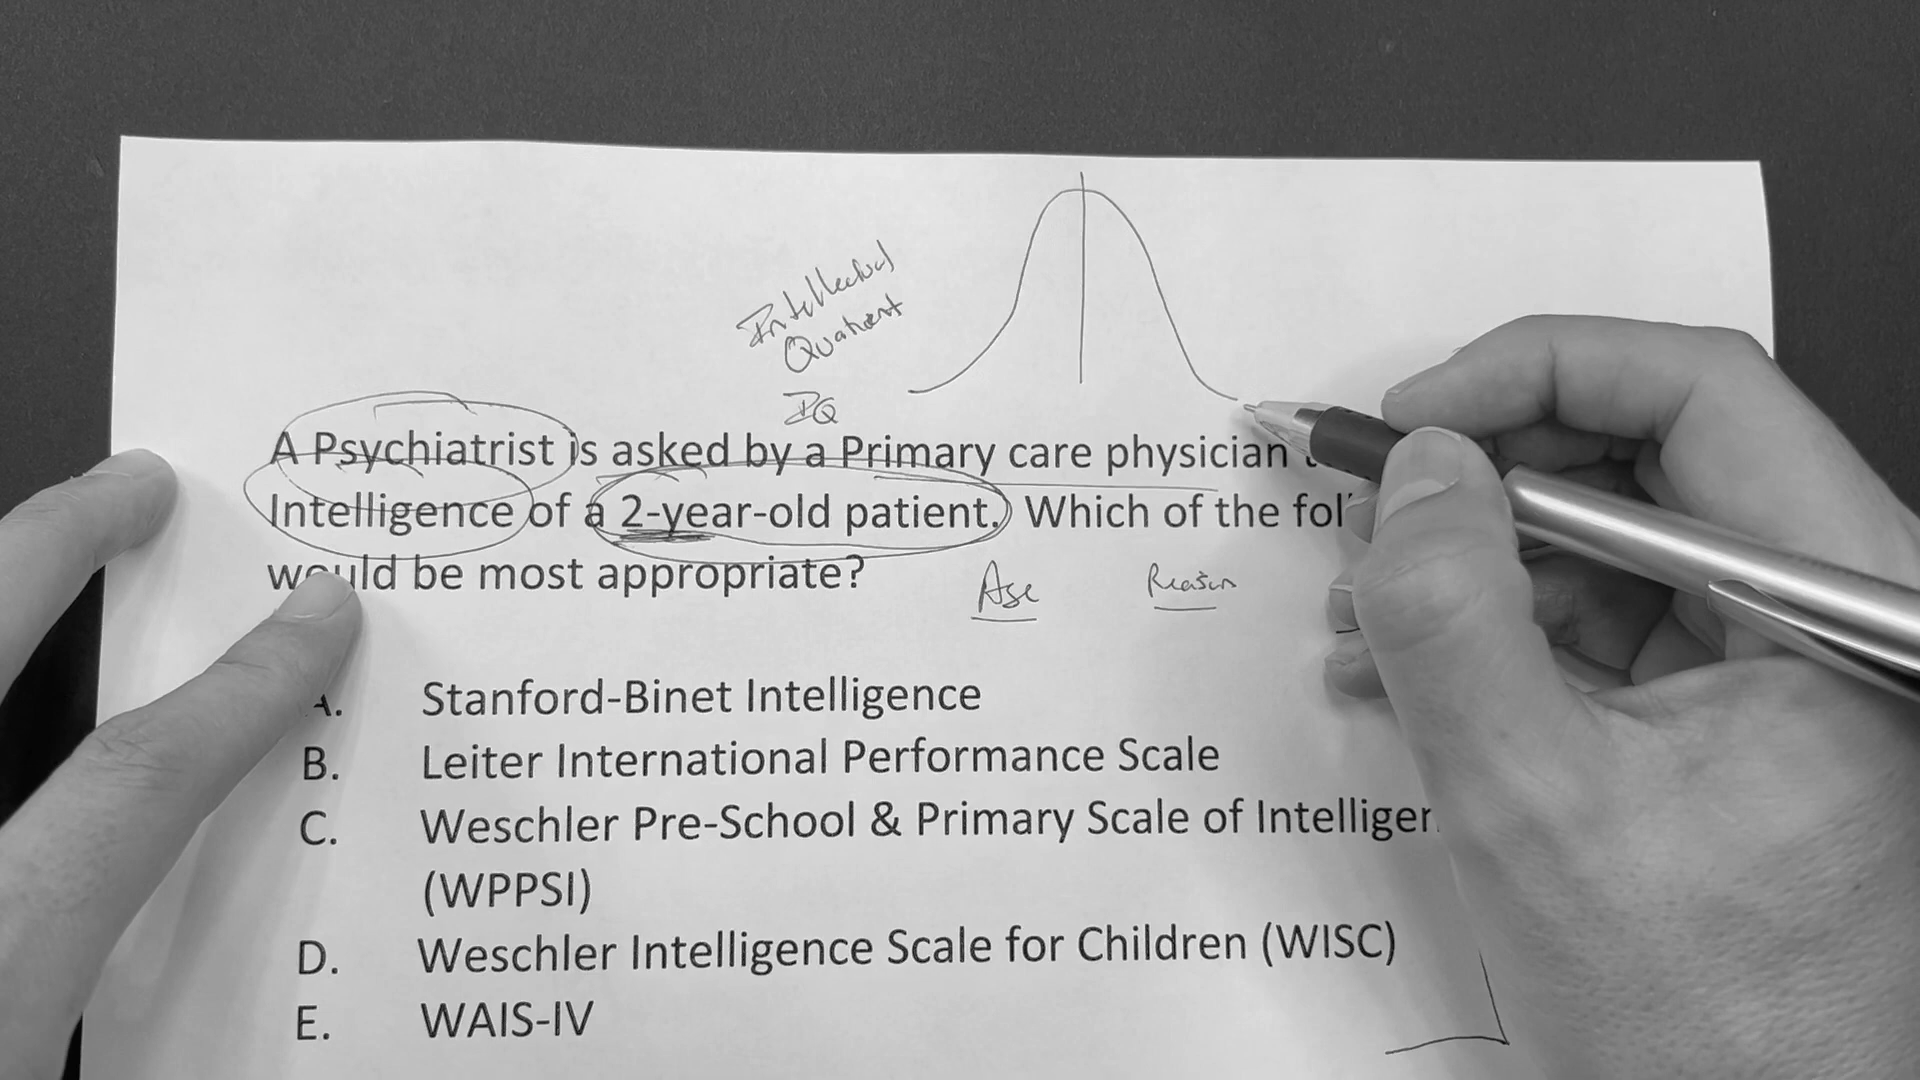 Intellectual
Quotient
IQ
A Psychiatrist is asked by a Primary care physician
Intelligence of a 2-year-old patient. Which of the fol
would be most appropriate?
Age Reason
A. Stanford-Binet Intelligence
B. Leiter International Performance Scale
C. Weschler Pre-School & Primary Scale of Intelligen
(WPPSI)
D. Weschler Intelligence Scale for Children (WISC)
E. WAIS-IV